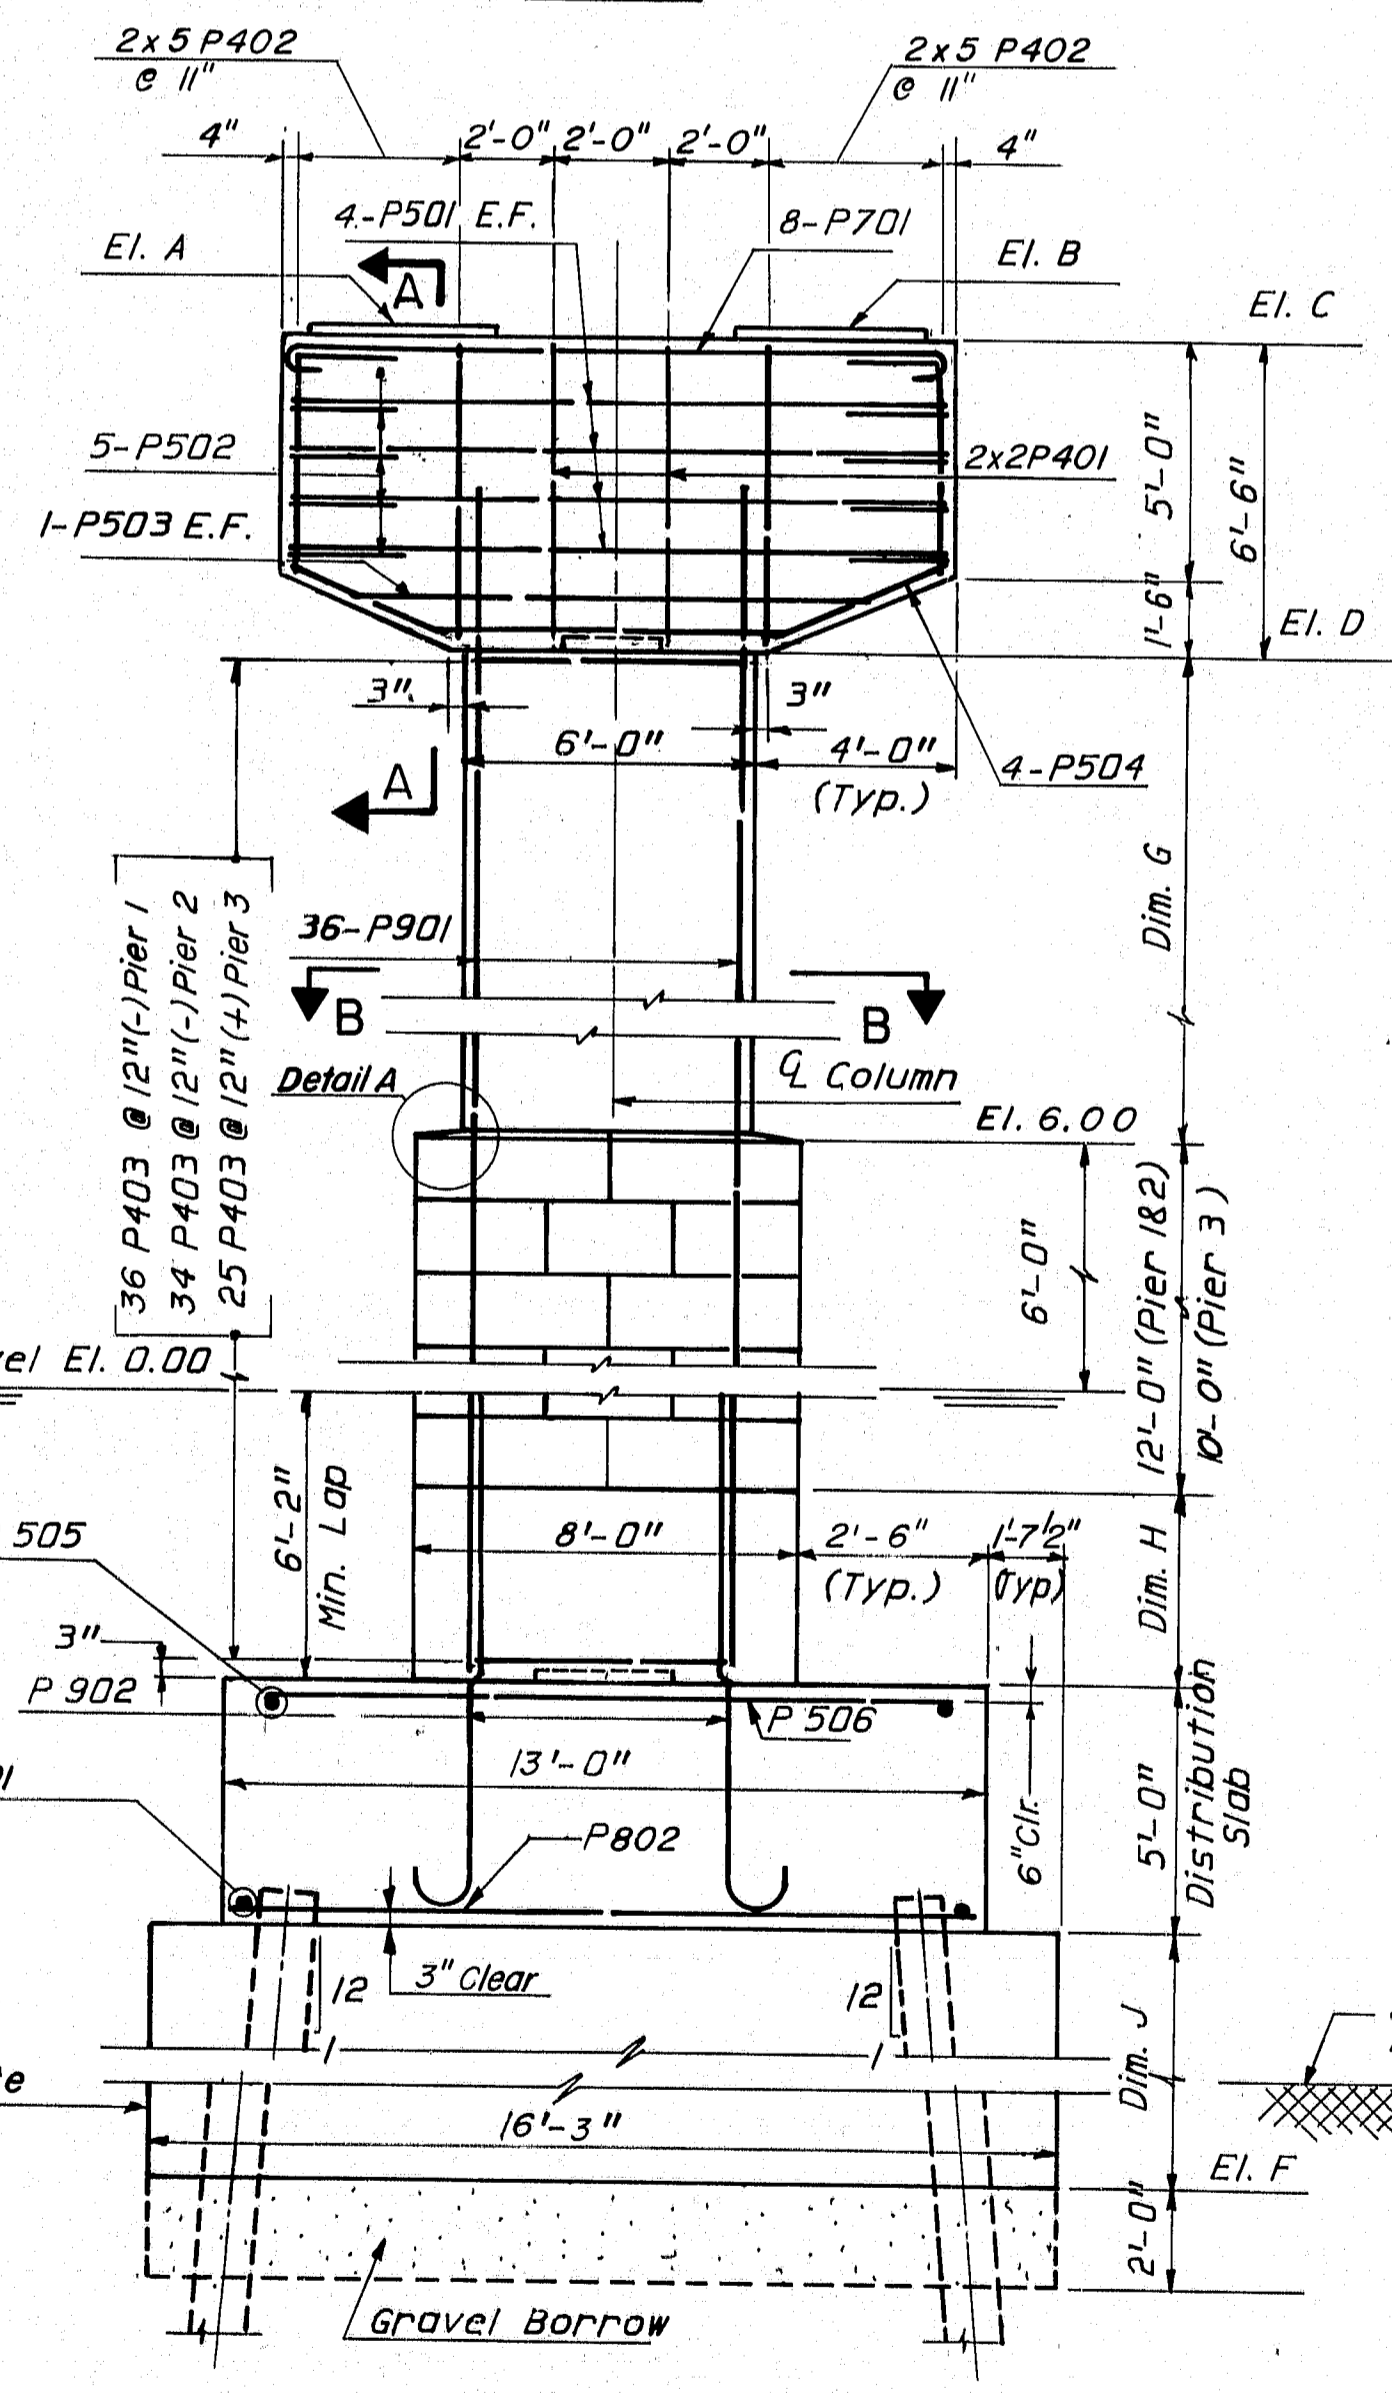 2x5 P402
@ 11"
2x5 P402
@ 11"
4"
2'-0"
2'-0"
2'-0"
4"
4-P501 E.F.
8-P701
El. A
A
El. B
El. C
5-P502
2x2P401
5'-0"
6'-6"
1-P503 E.F.
1'-6"
El. D
3"
3"
6'-0"
4'-0"
(Typ.)
4-P504
A
Dim. G
36 P403 @ 12"(-) Pier 1
34 P403 @ 12"(-) Pier 2
25 P403 @ 12"(+) Pier 3
36-P901
B
B
Detail A
℄ Column
El. 6.00
6'-0"
12'-0" (Pier 1&2)
10'-0" (Pier 3)
vel El. 0.00
6'-2"
Min. Lap
505
8'-0"
2'-6"
(Typ.)
1'-7½"
(Typ)
Dim. H
3"
P 902
P 506
13'-0"
6" Clr.
5'-0"
Distribution
Slab
P802
3" Clear
12
1
12
1
Dim. J
e
16'-3"
El. F
2'-0"
Gravel Borrow